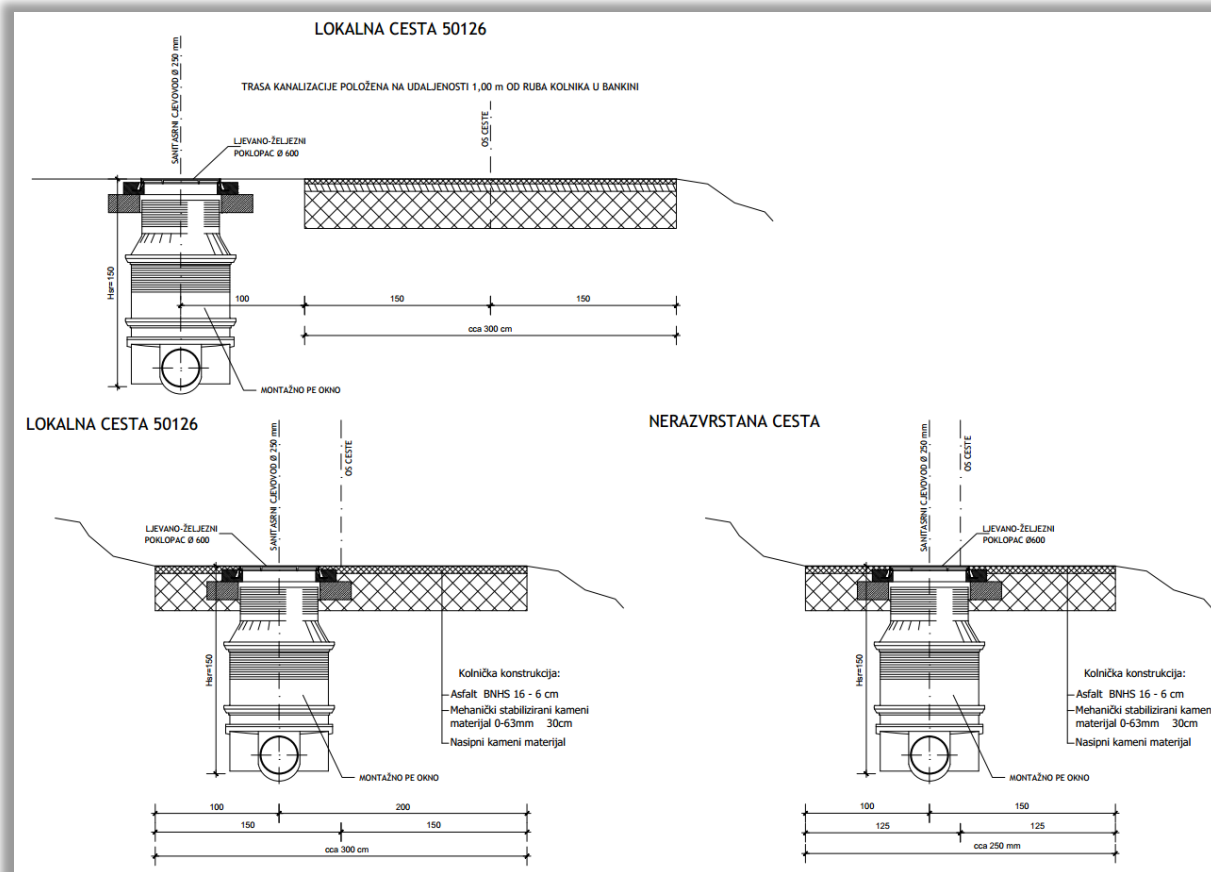 LOKALNA CESTA 50126
TRASA KANALIZACIJE POLOŽENA NA UDALJENOSTI 1,00 m OD RUBA KOLNIKA U BANKINI
SANITASRNI CJEVOVOD Ø 250 mm
OS CESTE
LJEVANO-ŽELJEZNI
POKLOPAC Ø 600
Hsr=150
100
150
150
cca 300 cm
MONTAŽNO PE OKNO
LOKALNA CESTA 50126
SANITASRNI CJEVOVOD Ø 250 mm
OS CESTE
LJEVANO-ŽELJEZNI
POKLOPAC Ø 600
Hsr=150
Kolnička konstrukcija:
Asfalt BNHS 16 - 6 cm
Mehanički stabilizirani kameni
materijal 0-63mm 30cm
Nasipni kameni materijal
MONTAŽNO PE OKNO
100
200
150
150
cca 300 cm
NERAZVRSTANA CESTA
SANITASRNI CJEVOVOD Ø 250 mm
OS CESTE
LJEVANO-ŽELJEZNI
POKLOPAC Ø600
Hsr=150
Kolnička konstrukcija:
Asfalt BNHS 16 - 6 cm
Mehanički stabilizirani kameni
materijal 0-63mm 30cm
Nasipni kameni materijal
MONTAŽNO PE OKNO
100
150
125
125
cca 250 mm